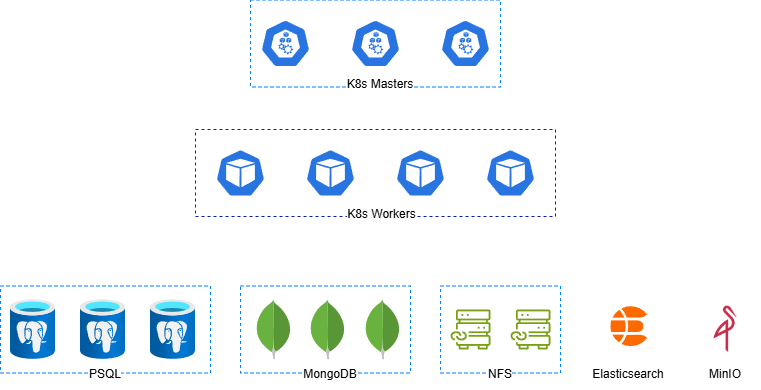 K8s Masters
K8s Workers
PSQL
MongoDB
NFS
Elasticsearch
MinIO